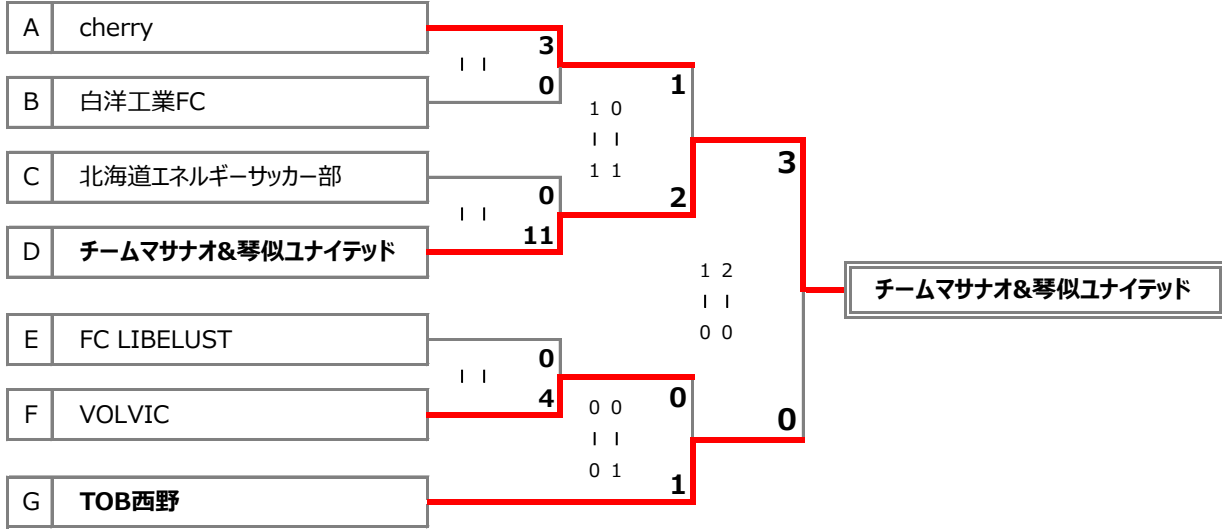 A cherry
3
0
B 白洋工業FC
1
1 0
ー ー
1 1
2
C 北海道エネルギーサッカー部
0
11
D チームマサナオ&琴似ユナイテッド
3
1 2
ー ー
0 0
0
チームマサナオ&琴似ユナイテッド
E FC LIBELUST
0
4
F VOLVIC
0
0 0
ー ー
0 1
1
G TOB西野